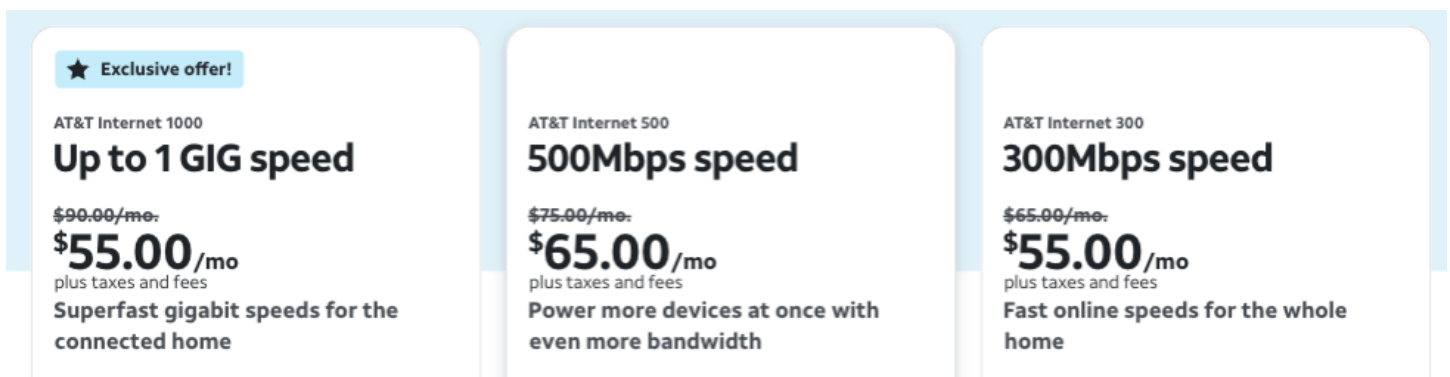 Exclusive offer!
AT&T Internet 1000
Up to 1 GIG speed
$90.00/mo.
$55.00/mo
plus taxes and fees
Superfast gigabit speeds for the
connected home
AT&T Internet 500
500Mbps speed
$75.00/mo.
$65.00/mo
plus taxes and fees
Power more devices at once with
even more bandwidth
AT&T Internet 300
300Mbps speed
$65.00/mo.
$55.00/mo
plus taxes and fees
Fast online speeds for the whole
home